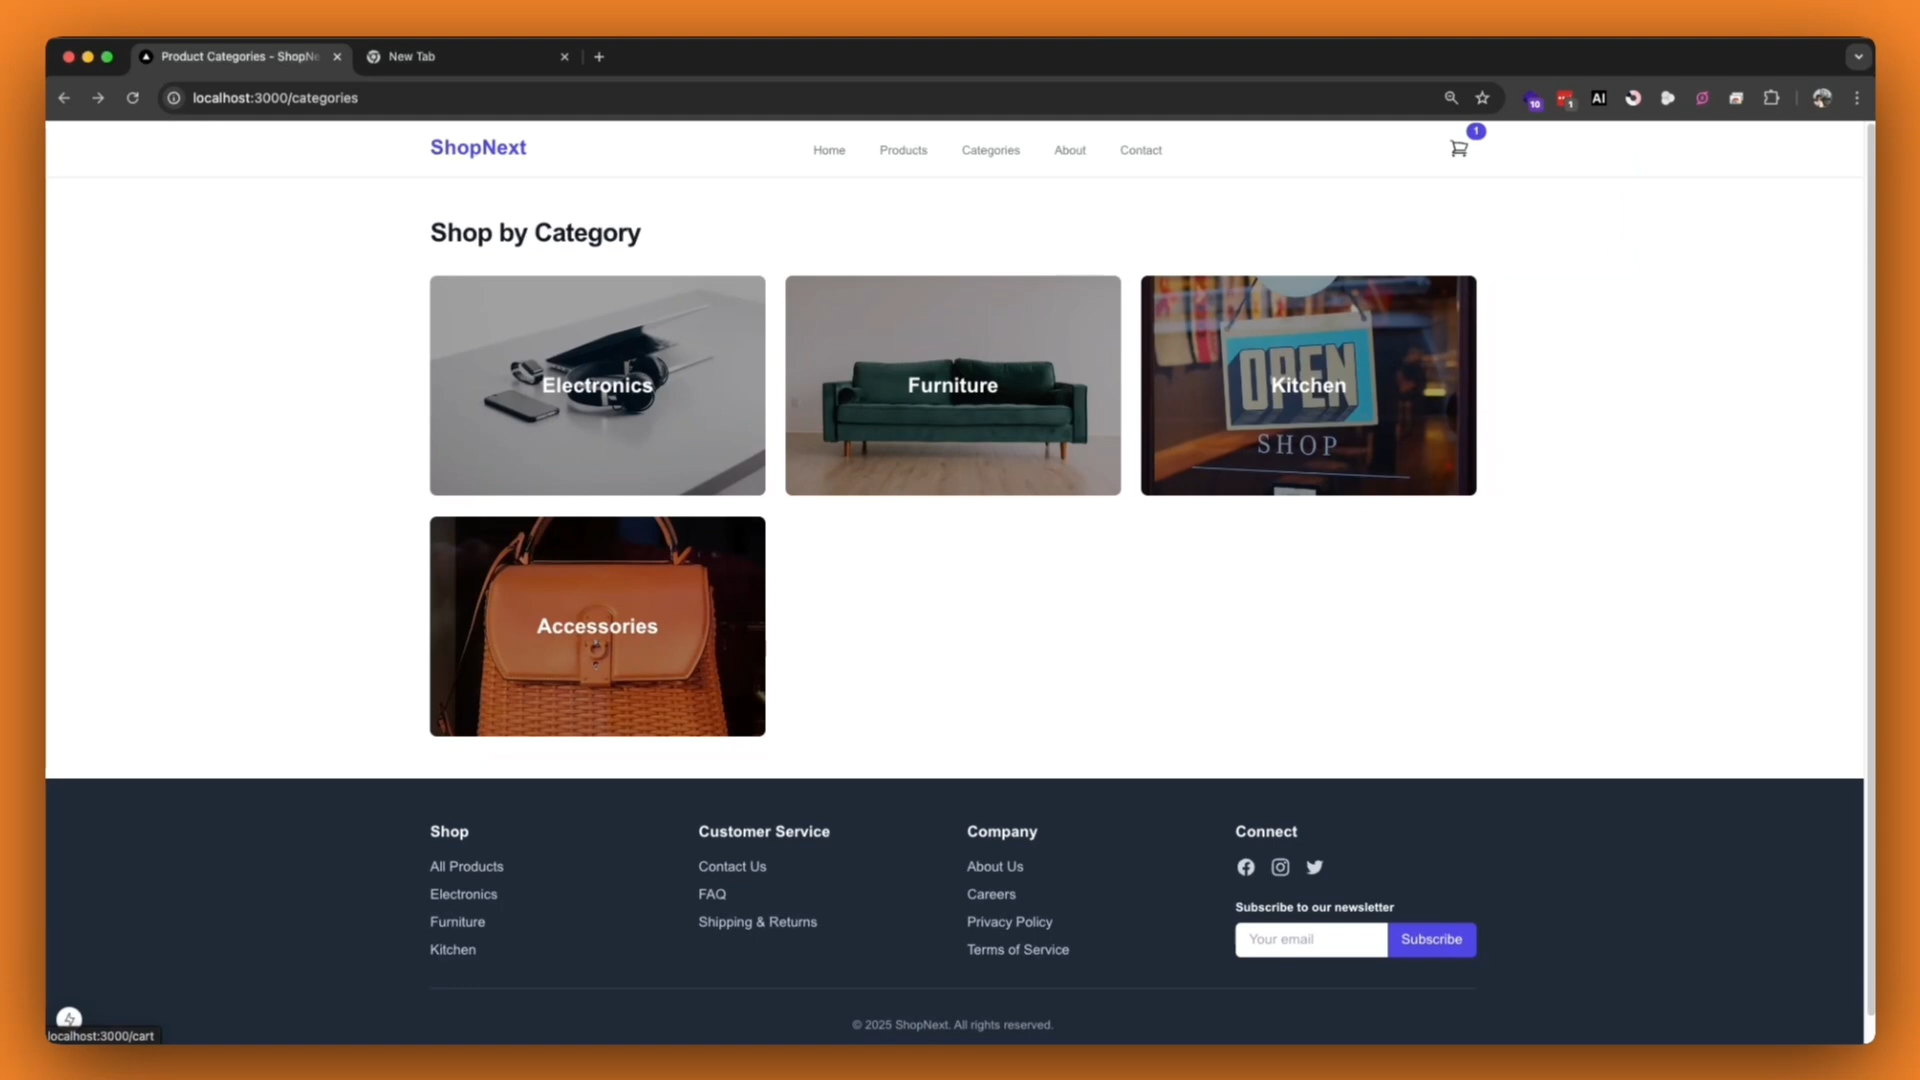 Product Categories - ShopNe
New Tab
localhost:3000/categories
10
1
AI
ShopNext
Home
Products
Categories
About
Contact
1
Shop by Category
Electronics
Furniture
OPEN
Kitchen
SHOP
Accessories
Shop
Customer Service
Company
Connect
All Products
Contact Us
About Us
Electronics
FAQ
Careers
Furniture
Shipping & Returns
Privacy Policy
Kitchen
Terms of Service
Subscribe to our newsletter
Your email
Subscribe
© 2025 ShopNext. All rights reserved.
localhost:3000/cart